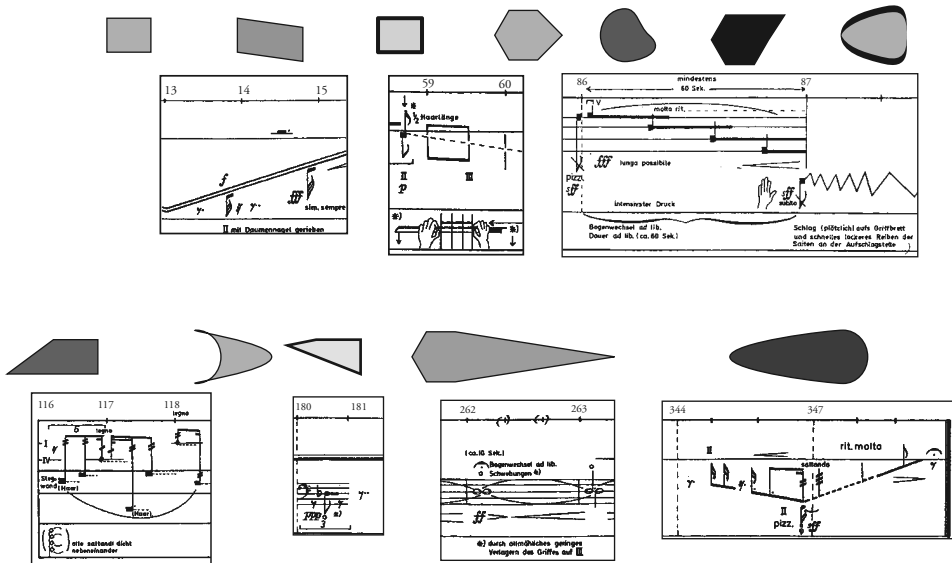 13 14 15
f
fff
sim. sempre
II mit Daumennagel gerieben
59 60
½ Haarlänge
II III
p
*) *)
mindestens
86 60 Sek. 87
V
molto rit.
fff lunga possibile
pizz.
sff sff
subito
intensivster Druck
Bogenwechsel ad lib.
Dauer ad lib. (ca. 60 Sek.)
Schlag (plötzlich) aufs Griffbrett
und schnelles lockeres Reiben der
Saiten an der Aufschlagstelle
116 117 118
legno
6 legno
I
IV
Steg-
wand (Haar)
(Haar)
alle saltandi dicht
nebeneinander
180 181
ppp
3
262 263
(ca. 10 Sek.)
Bogenwechsel ad lib.
Schwebungen *)
ff
*) durch allmähliches geringes
Verlagern des Griffes auf III
344 347
II rit. molto
saltando
II
pizz. sff